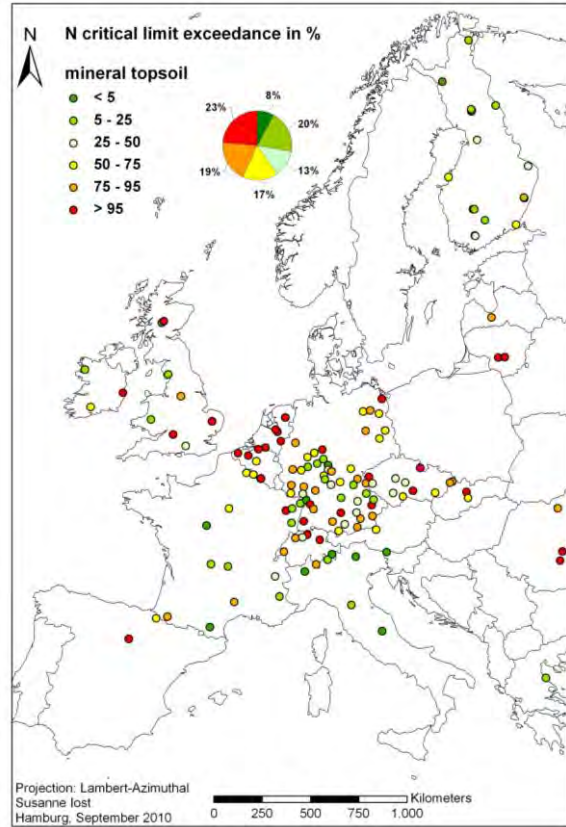 N
N critical limit exceedance in %
mineral topsoil
< 5
5 - 25
25 - 50
50 - 75
75 - 95
> 95
8%
23%
20%
19%
13%
17%
Projection: Lambert-Azimuthal
Susanne Iost
Hamburg, September 2010
Kilometers
0 250 500 750 1.000